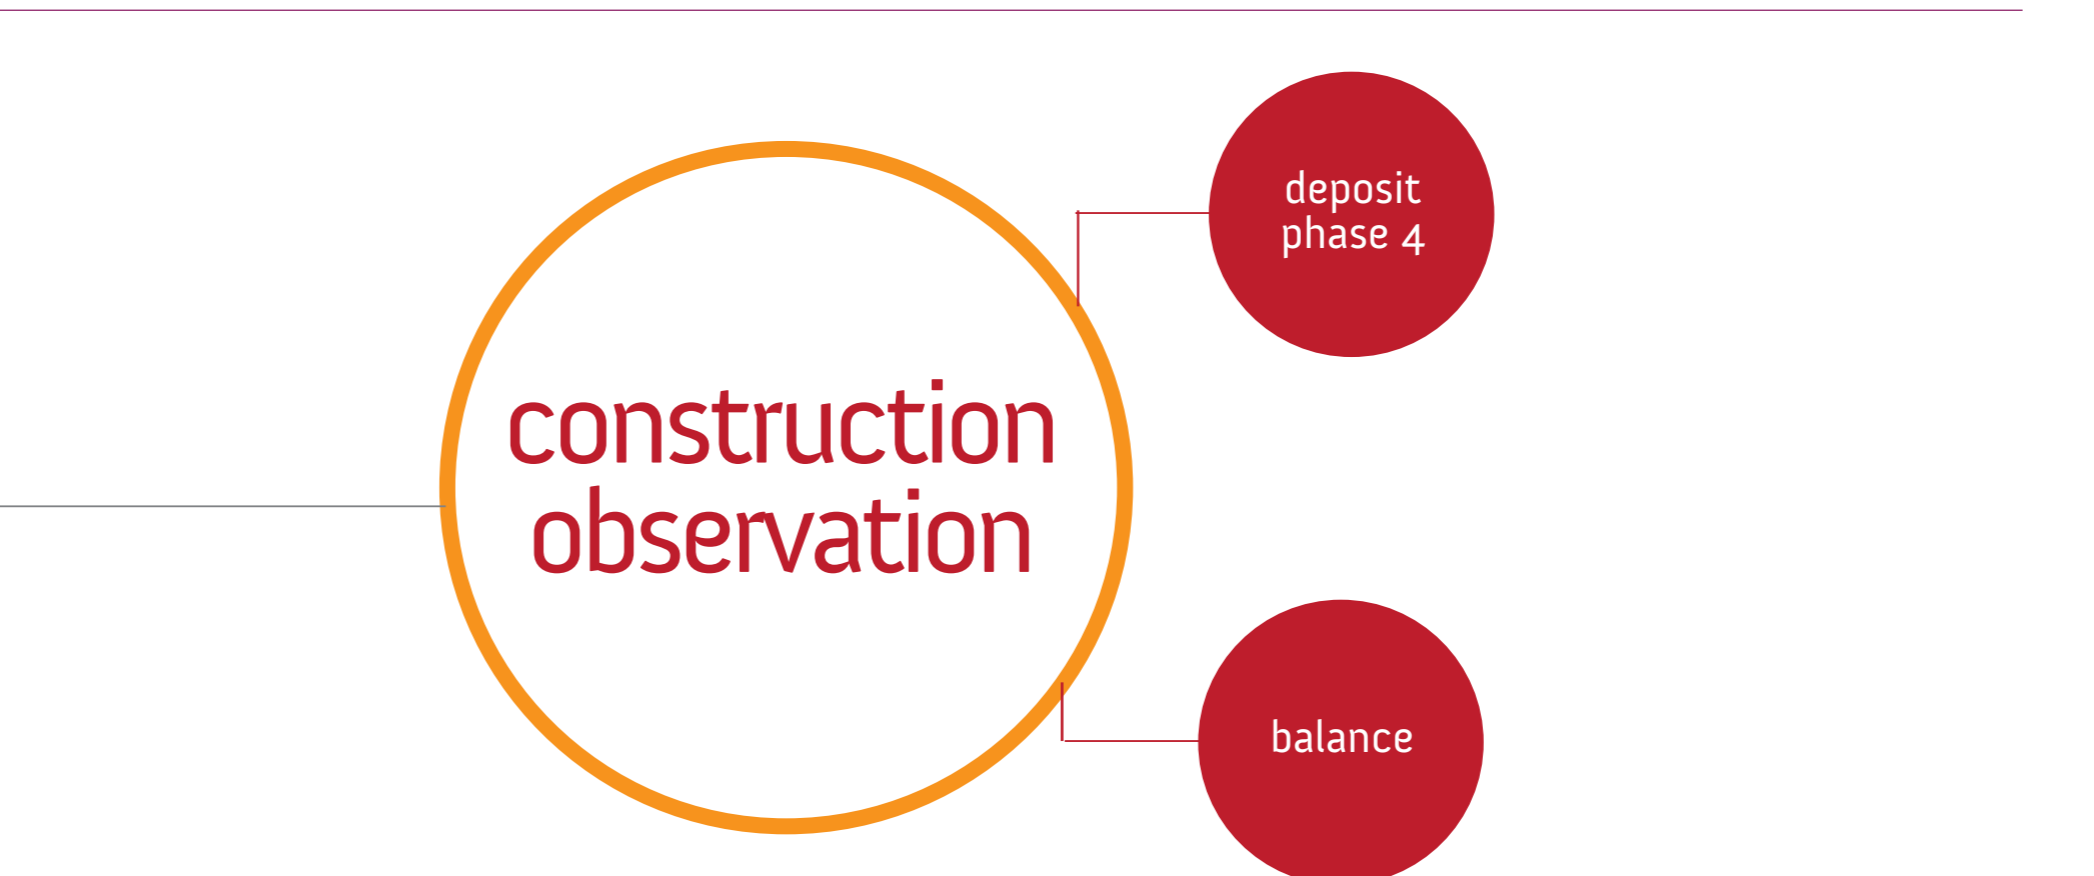 deposit
phase 4
construction
observation
balance